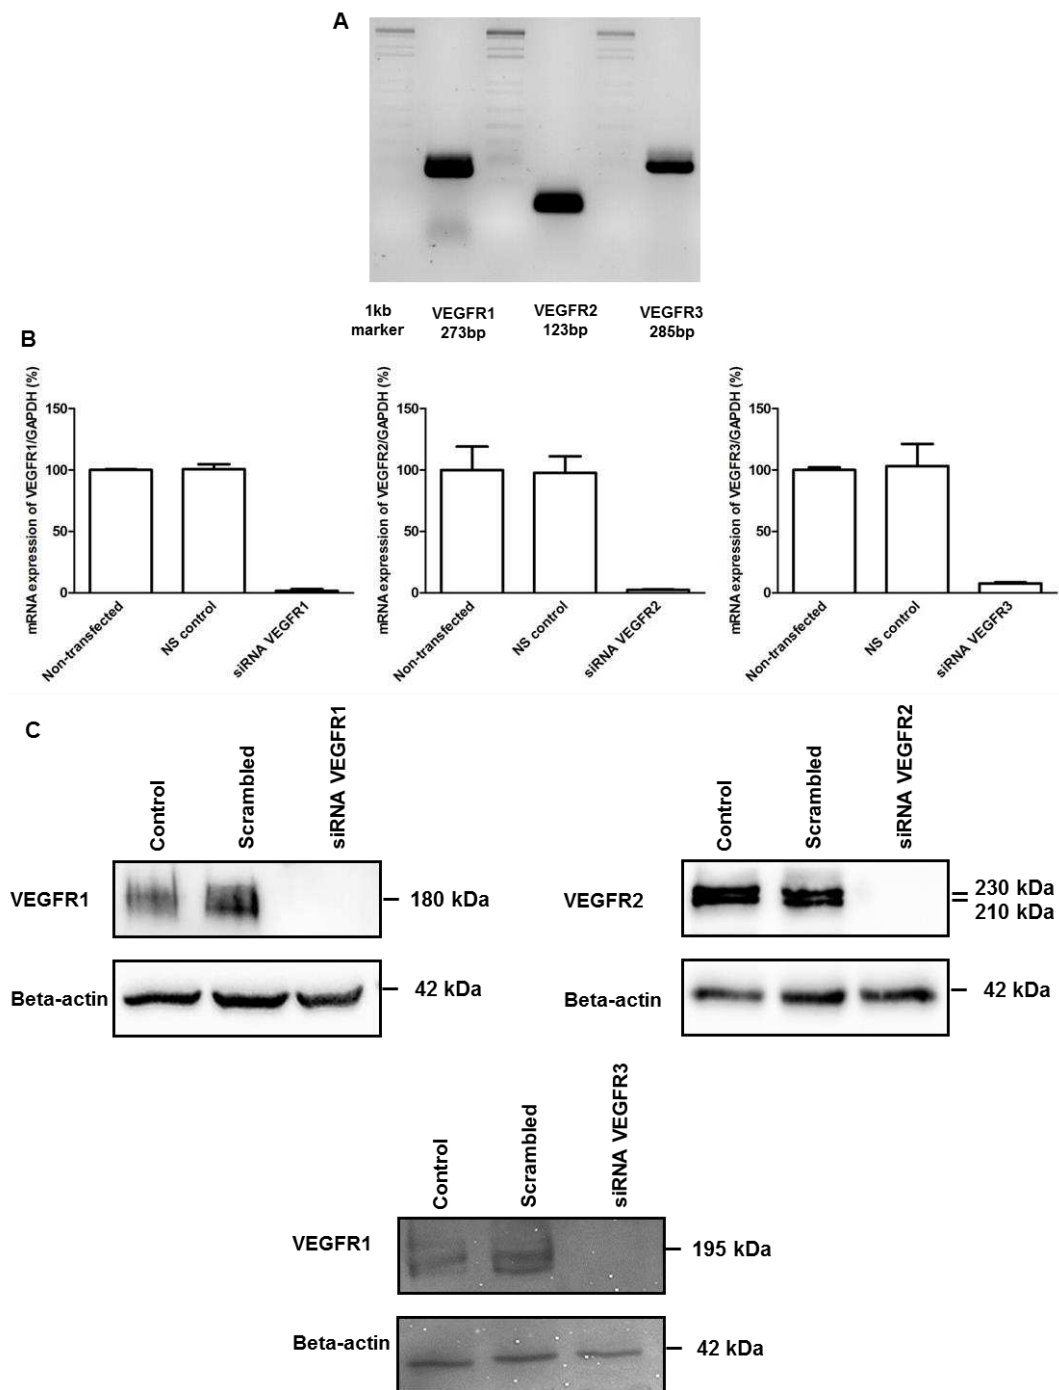 A
1kb
marker
VEGFR1
273bp
VEGFR2
123bp
VEGFR3
285bp
B
mRNA expression of VEGFR1/GAPDH (%)
150
100
50
0
Non-transfected
NS control
siRNA VEGFR1
mRNA expression of VEGFR2/GAPDH (%)
150
100
50
0
Non-transfected
NS control
siRNA VEGFR2
mRNA expression of VEGFR3/GAPDH (%)
150
100
50
0
Non-transfected
NS control
siRNA VEGFR3
C
Control
Scrambled
siRNA VEGFR1
VEGFR1
180 kDa
Beta-actin
42 kDa
Control
Scrambled
siRNA VEGFR2
VEGFR2
230 kDa
210 kDa
Beta-actin
42 kDa
Control
Scrambled
siRNA VEGFR3
VEGFR1
195 kDa
Beta-actin
42 kDa